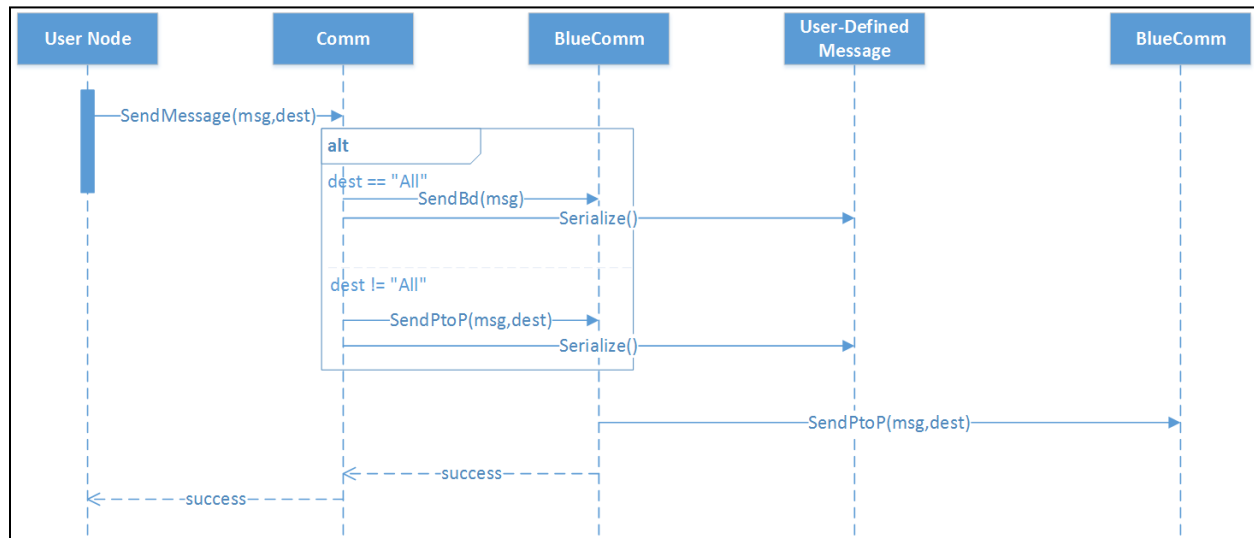 User Node
Comm
BlueComm
User-Defined
Message
BlueComm
SendMessage(msg,dest)
alt
dest == "All"
SendBd(msg)
Serialize()
dest != "All"
SendPtoP(msg,dest)
Serialize()
SendPtoP(msg,dest)
success
success